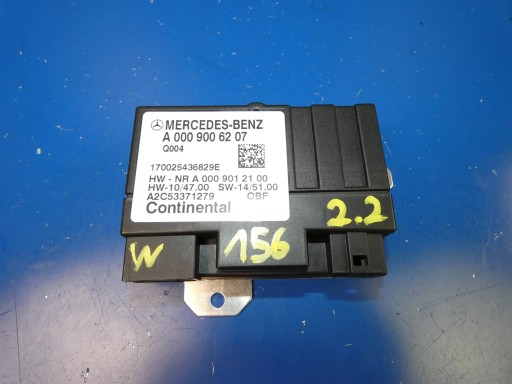 MERCEDES-BENZ
A 000 900 62 07
Q004
170025436829E
HW - NR A 000 901 21 00
HW-10/47.00 SW-14/51.00
A2C53371279 OBF
Continental
2.2
W 156